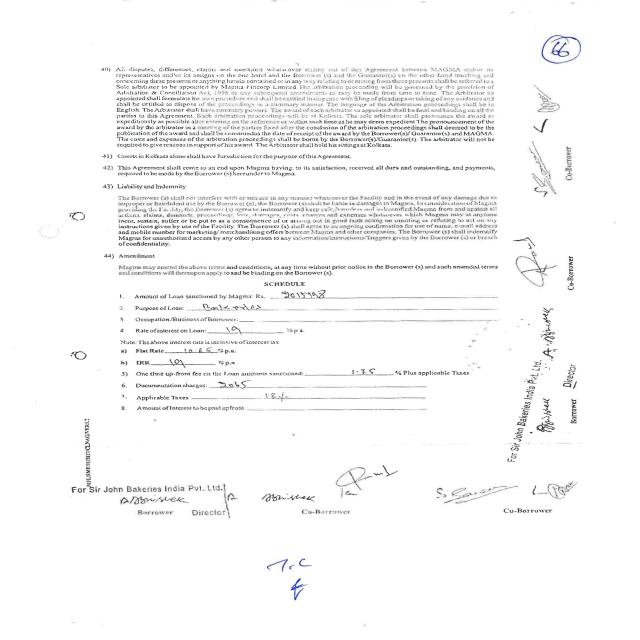 66
40) All disputes, differences, claims and questions whatsoever arising out of this Agreement between MAGMA and/or its
representatives and/or its assigns on the one hand and the Borrower (s) and the Guarantor(s) on the other hand touching and
concerning these presents or anything herein contained or in any way relating to or arising from these presents shall be referred to a
Sole arbitrator to be appointed by Magma Fincorp Limited. The arbitration proceeding will be governed by the provision of
Arbitration & Conciliation Act, 1996 or any subsequent amendments as may be made from time to time. The Arbitrator so
appointed shall formulate his own procedure and shall be entitled to dispense with filing of pleadings or taking of any evidence and
shall be entitled to dispose of the proceedings in a summary manner. The language of the Arbitration proceedings shall be in
English. The Arbitrator shall have summary powers. The award of such arbitrator so appointed shall be final and binding on all the
parties to this Agreement. Such arbitration proceedings will be at Kolkata. The sole arbitrator shall pronounce the award as
expeditiously as possible after entering on the reference or within such time as he may deem expedient The pronouncement of the
award by the arbitrator in a meeting of the parties fixed after the conclusion of the arbitration proceedings shall deemed to be the
publication of the award and shall be construed as the date of receipt of the award by the Borrower(s)/ Guarantor(s) and MAGMA.
The costs and expenses of the arbitration proceedings shall be borne by the Borrower(s)/Guarantor(s). The arbitrator will not be
required to give reasons in support of his award. The Arbitrator shall hold his sittings at Kolkata.
41) Courts in Kolkata alone shall have Jurisdiction for the purpose of this Agreement.
42) This Agreement shall come to an end upon Magma having, to its satisfaction, received all dues and outstanding, and payments,
required to be made by the Borrower (s) hereunder to Magma.
43) Liability and Indemnity
The Borrower (s) shall not interfere with or misuse in any manner whatsoever the Facility and in the event of any damage due to
improper or fraudulent use by the Borrower (s), the Borrower (s) shall be liable in damages to Magma. In consideration of Magma
providing the Facility, the Borrower (s) agrees to indemnify and keep safe, harmless and indemnified Magma from and against all
actions, claims, demands, proceedings, loss, damages, costs, charges and expenses whatsoever which Magma may at anytime
incur, sustain, suffer or be put to as a consequence of or arising out in good faith acting on omitting or refusing to act on any
instructions given by use of the Facility. The Borrower (s) shall agree to an ongoing confirmation for use of name, e-mail address
and mobile number for marketing/ merchandising offers between Magma and other companies. The Borrower (s) shall indemnify
Magma for unauthorized access by any other person to any information/instructions/Triggers given by the Borrower (s) or breach
of confidentiality.
44) Amendment
Magma may amend the above terms and conditions, at any time without prior notice to the Borrower (s) and such amended terms
and conditions will thereupon apply to and be binding on the Borrower (s).
SCHEDULE
1. Amount of Loan sanctioned by Magma: Rs.
2. Purpose of Loan:
3 Occupation/Business of Borrower:
4 Rate of interest on Loan: 19 % p.a.
Note: The above interest rate is inclusive of interest tax
a) Flat Rate 10.65 % p.a.
b) IRR 19 % p.a.
5) One time up-front fee on the Loan amounts sanctioned: 1.75 % Plus applicable Taxes
6. Documentation charges: 2065
7. Applicable Taxes 18/-
8 Amount of Interest to be paid upfront
For Sir John Bakeries India Pvt. Ltd.
Abhishek
Borrower Director
Abhishek
Co-Borrower
Co-Borrower
Co-Borrower
Co-Borrower
For Sir John Bakeries India Pvt. Ltd.
Abhishek
Director
Borrower
T.C